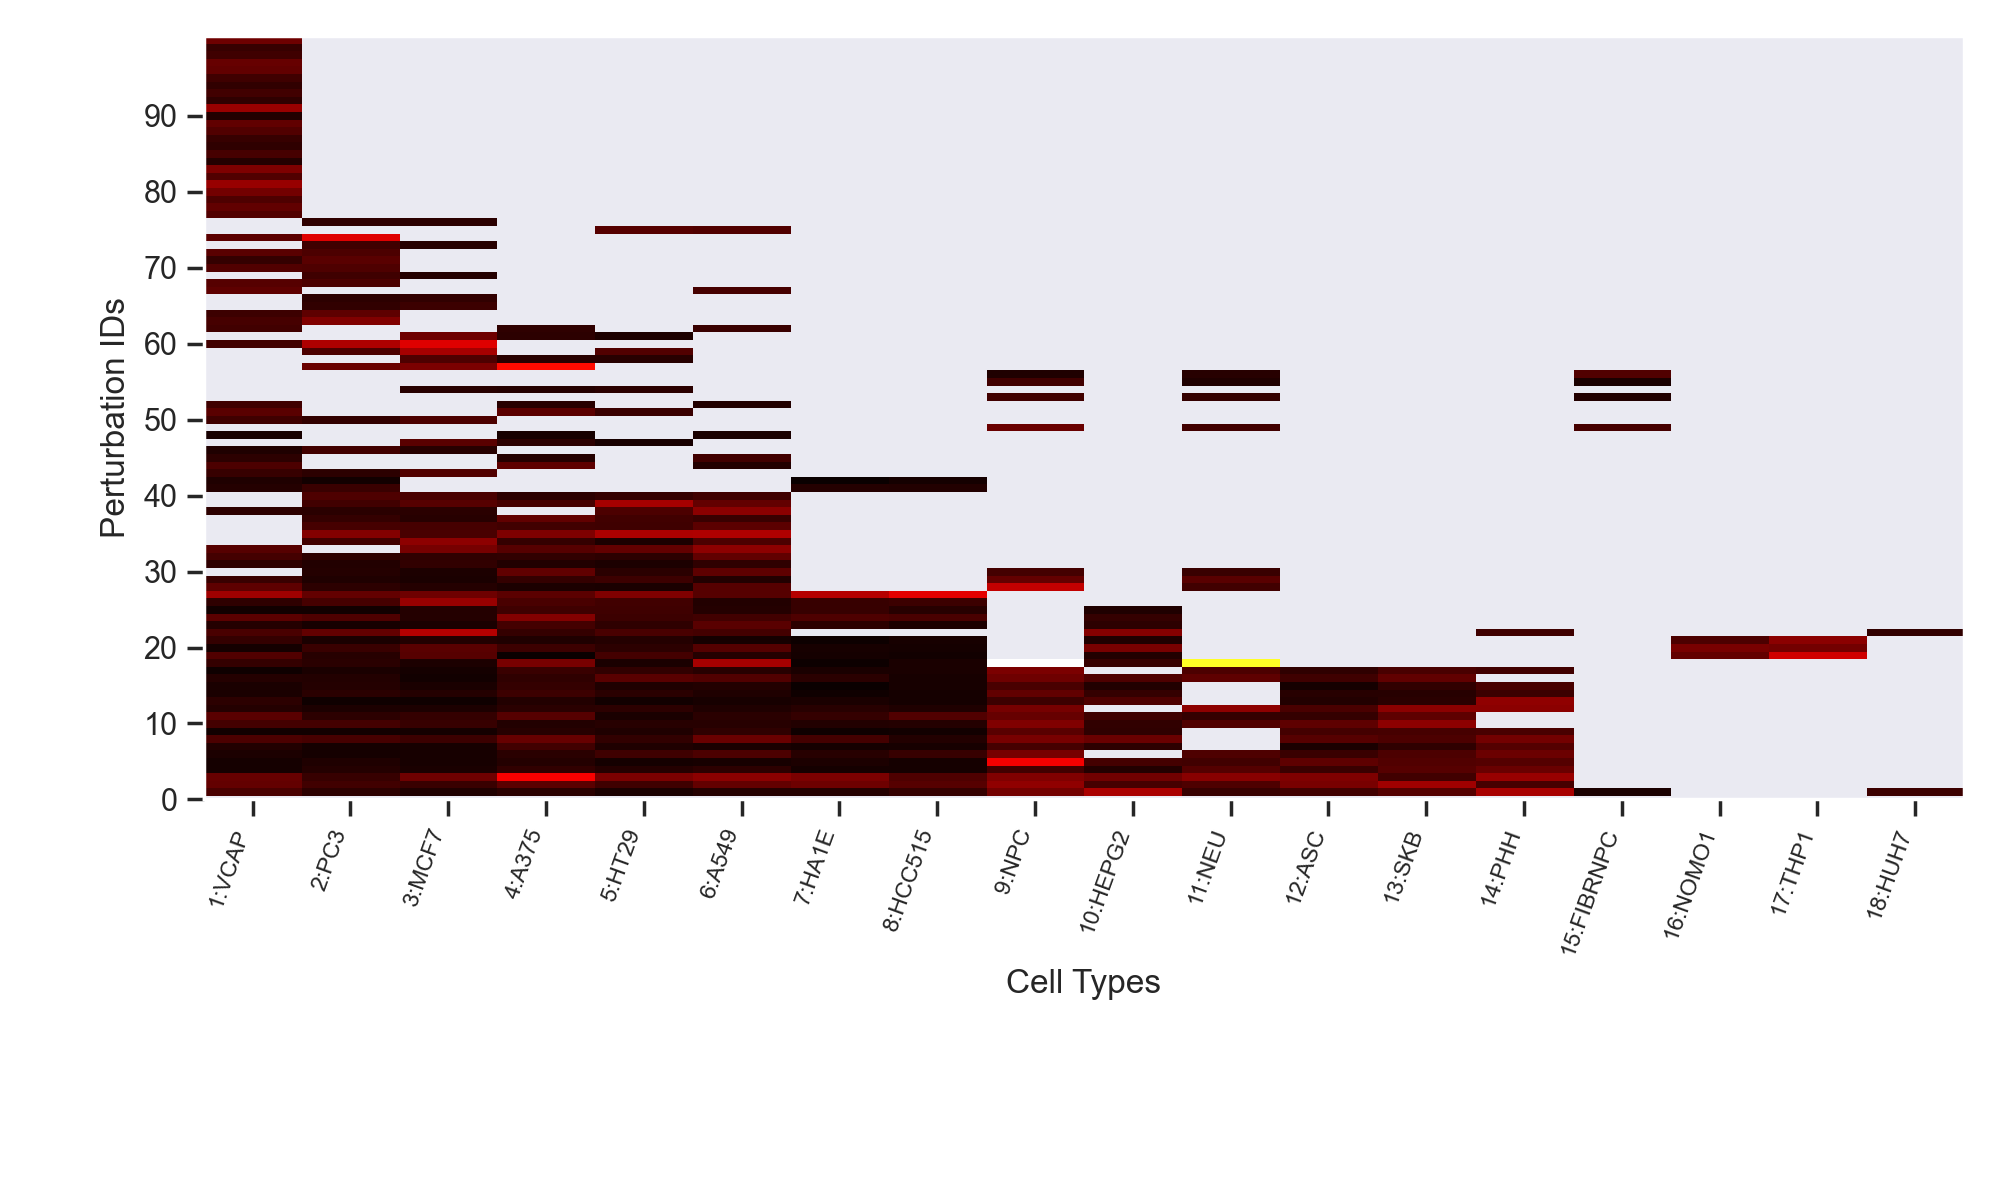 90
80
70
60
50
40
30
20
10
0
Perturbation IDs
1:VCAP
2:PC3
3:MCF7
4:A375
5:HT29
6:A549
7:HA1E
8:HCC515
9:NPC
10:HEPG2
11:NEU
12:ASC
13:SKB
14:PHH
15:FIBRNPC
16:NOMO1
17:THP1
18:HUH7
Cell Types